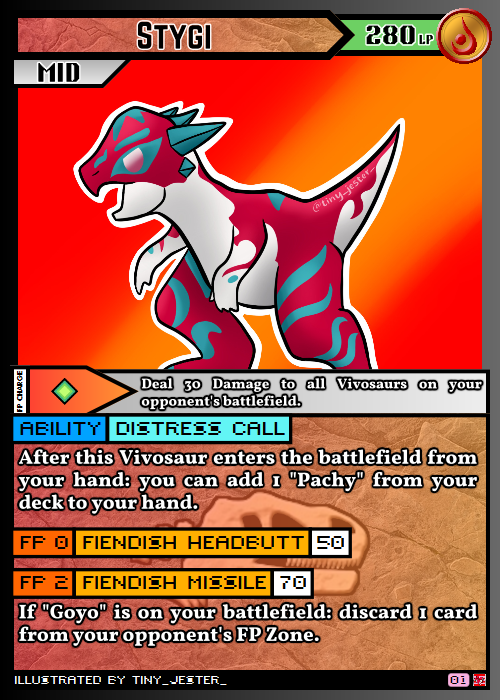 STYGI
280 LP
MID
@tiny_jester_
FP CHARGE
Deal 30 Damage to all Vivosaurs on your
opponent's battlefield.
ABILITY DISTRESS CALL
After this Vivosaur enters the battlefield from
your hand: you can add 1 "Pachy" from your
deck to your hand.
FP 0 FIENDISH HEADBUTT 50
FP 2 FIENDISH MISSILE 70
If "Goyo" is on your battlefield: discard 1 card
from your opponent's FP Zone.
ILLUSTRATED BY TINY_JESTER_
01